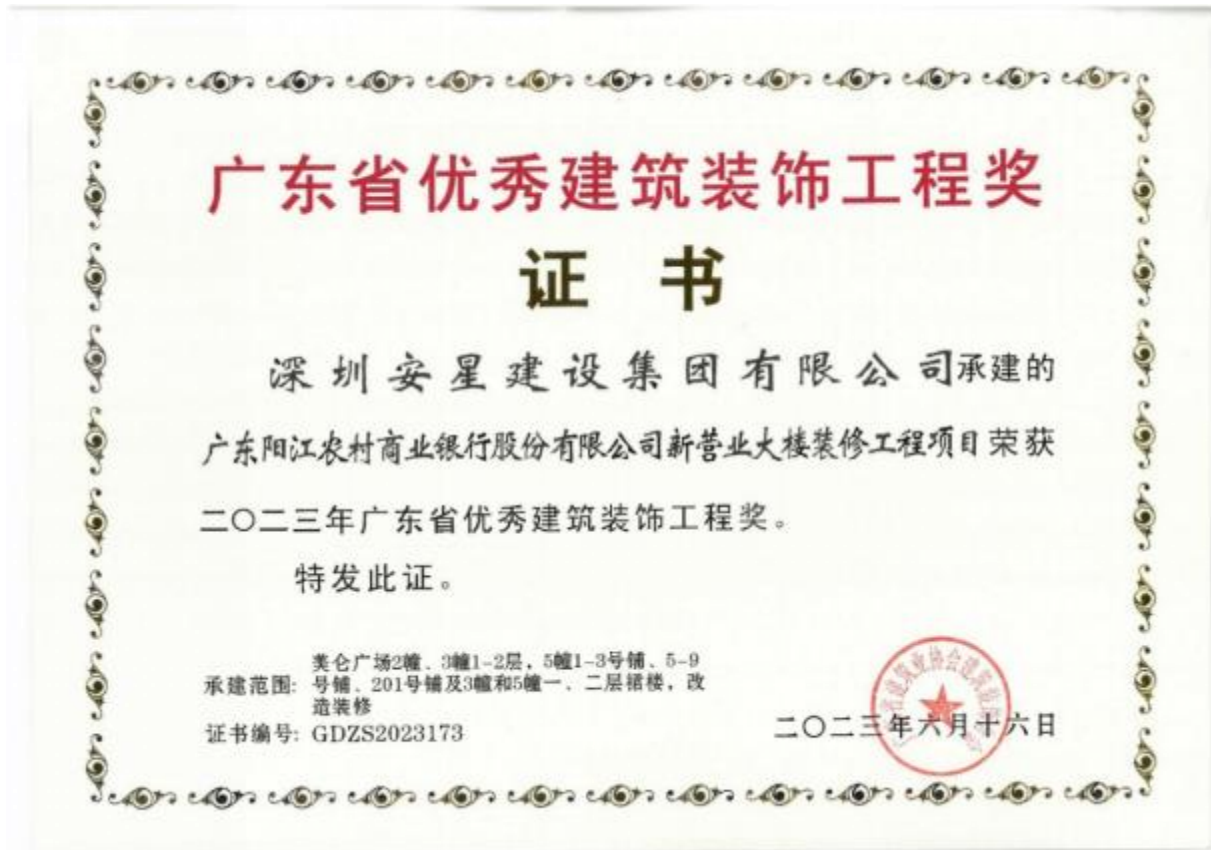 广东省优秀建筑装饰工程奖
证书
深圳安星建设集团有限公司承建的
广东阳江农村商业银行股份有限公司新营业大楼装修工程项目荣获
二〇二三年广东省优秀建筑装饰工程奖。
特发此证。
承建范围: 美仑广场2幢、3幢1-2层，5幢1-3号铺、5-9
号铺、201号铺及3幢和5幢一、二层裙楼，改
造装修
证书编号: GDZS2023173
二〇二三年六月十六日